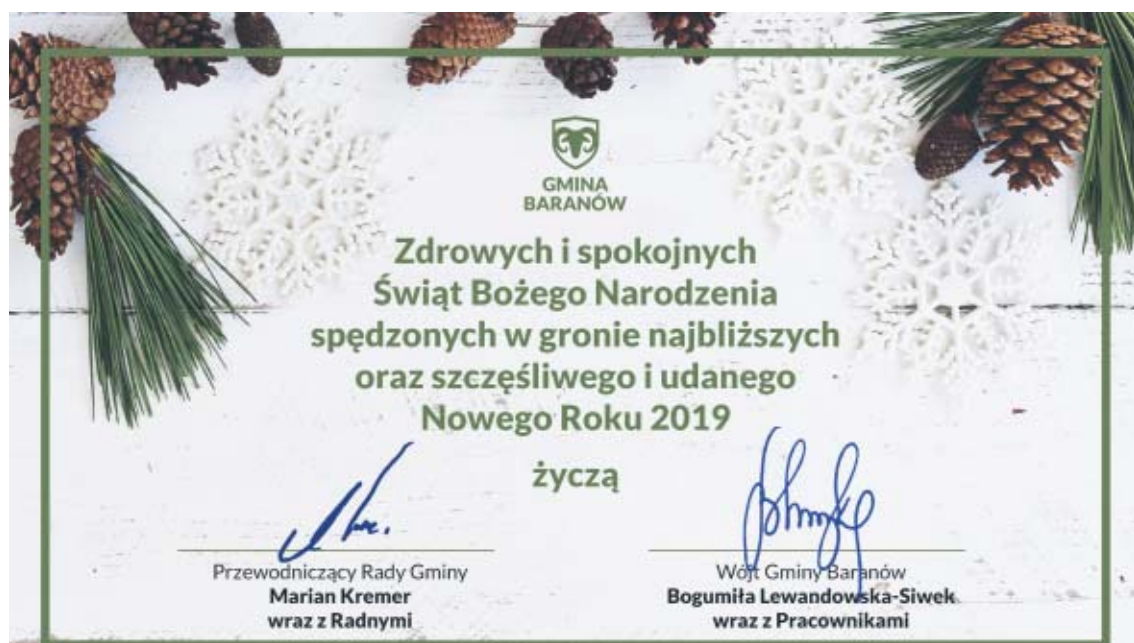 GMINA
BARANÓW
Zdrowych i spokojnych
Świąt Bożego Narodzenia
spędzonych w gronie najbliższych
oraz szczęśliwego i udanego
Nowego Roku 2019
życzą
Przewodniczący Rady Gminy
Marian Kremer
wraz z Radnymi
Wójt Gminy Baranów
Bogumiła Lewandowska-Siwek
wraz z Pracownikami